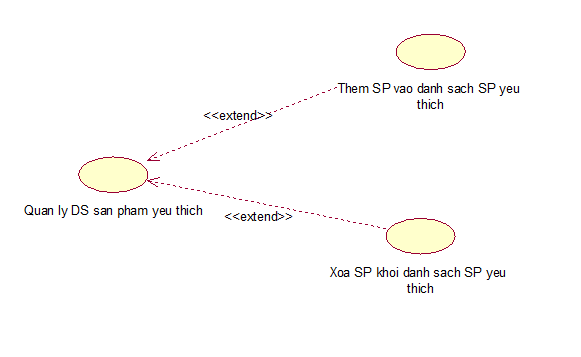 Them SP vao danh sach SP yeu
thich
<<extend>>
Quan ly DS san pham yeu thich
<<extend>>
Xoa SP khoi danh sach SP yeu
thich